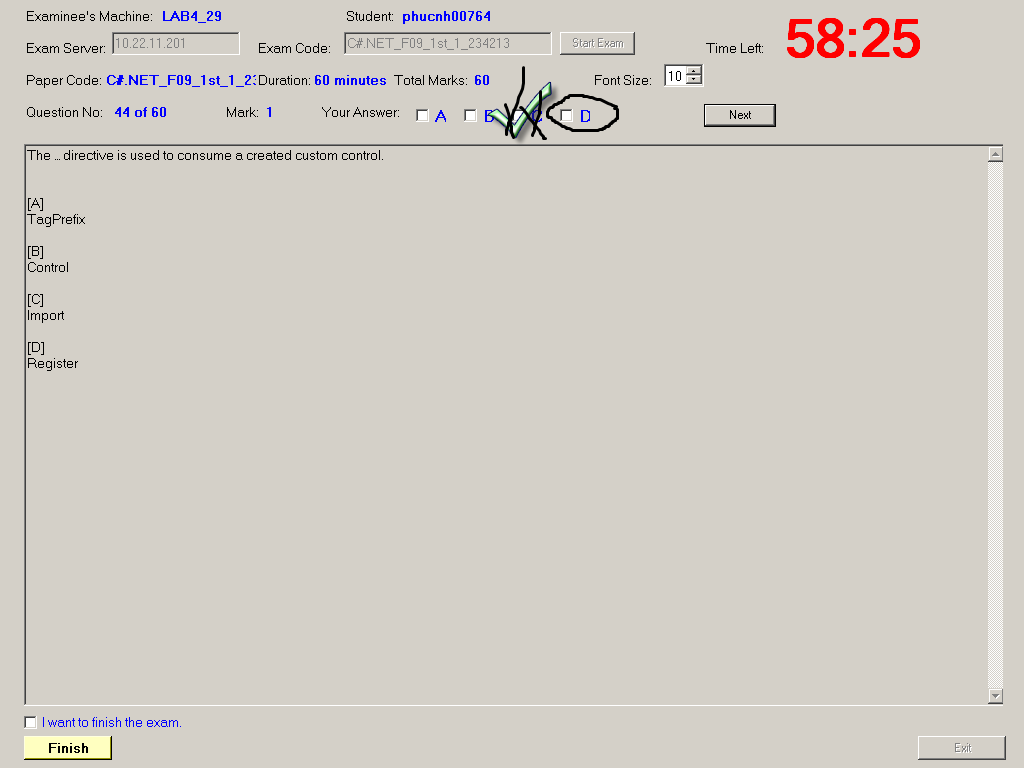 Examinee's Machine: LAB4_29 Student: phucnh00764
Exam Server: 10.22.11.201 Exam Code: C#.NET_F09_1st_1_234213 Start Exam Time Left: 58:25
Paper Code: C#.NET_F09_1st_1_23 Duration: 60 minutes Total Marks: 60 Font Size: 10
Question No: 44 of 60 Mark: 1 Your Answer: A B C D Next
The ... directive is used to consume a created custom control.
[A]
TagPrefix
[B]
Control
[C]
Import
[D]
Register
I want to finish the exam.
Finish Exit